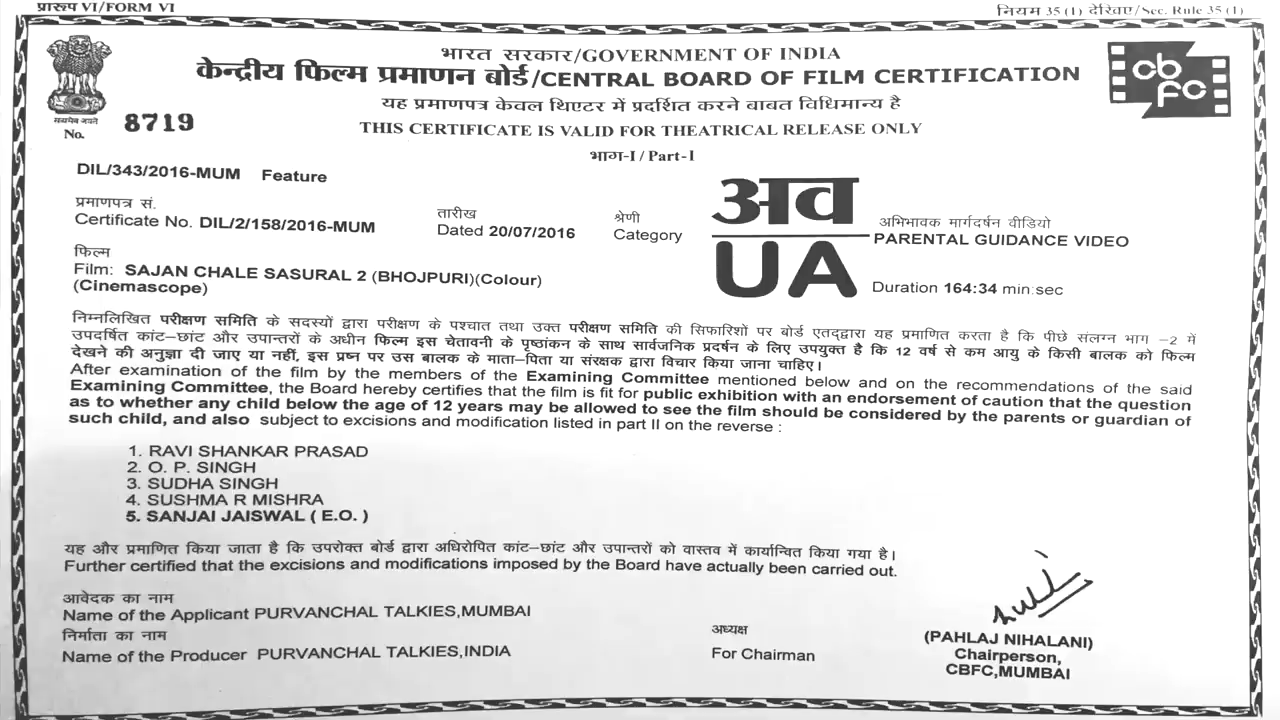 प्रारूप VI/FORM VI
नियम 35 (1) देखिए/Sec. Rule 35 (1)
भारत सरकार/GOVERNMENT OF INDIA
केन्द्रीय फिल्म प्रमाणन बोर्ड/CENTRAL BOARD OF FILM CERTIFICATION
cbfc
यह प्रमाणपत्र केवल थिएटर में प्रदर्शित करने बाबत विधिमान्य है
सत्यमेव जयते
No. 8719
THIS CERTIFICATE IS VALID FOR THEATRICAL RELEASE ONLY
भाग-I / Part-I
DIL/343/2016-MUM Feature
प्रमाणपत्र सं.
Certificate No. DIL/2/158/2016-MUM
तारीख
Dated 20/07/2016
श्रेणी
Category
अव
UA
अभिभावक मार्गदर्षन वीडियो
PARENTAL GUIDANCE VIDEO
Duration 164:34 min:sec
फिल्म
Film: SAJAN CHALE SASURAL 2 (BHOJPURI)(Colour)
(Cinemascope)
निम्नलिखित परीक्षण समिति के सदस्यों द्वारा परीक्षण के पश्चात तथा उक्त परीक्षण समिति की सिफारिशों पर बोर्ड एतद्द्वारा यह प्रमाणित करता है कि पीछे संलग्न भाग -2 में
उपदर्षित कांट-छांट और उपान्तरों के अधीन फिल्म इस चेतावनी के पृष्ठांकन के साथ सार्वजनिक प्रदर्षन के लिए उपयुक्त है कि 12 वर्ष से कम आयु के किसी बालक को फिल्म
देखने की अनुज्ञा दी जाए या नहीं, इस प्रष्न पर उस बालक के माता-पिता या संरक्षक द्वारा विचार किया जाना चाहिए।
After examination of the film by the members of the Examining Committee mentioned below and on the recommendations of the said
Examining Committee, the Board hereby certifies that the film is fit for public exhibition with an endorsement of caution that the question
as to whether any child below the age of 12 years may be allowed to see the film should be considered by the parents or guardian of
such child, and also subject to excisions and modification listed in part II on the reverse :
1. RAVI SHANKAR PRASAD
2. O. P. SINGH
3. SUDHA SINGH
4. SUSHMA R MISHRA
5. SANJAI JAISWAL ( E.O. )
यह और प्रमाणित किया जाता है कि उपरोक्त बोर्ड द्वारा अधिरोपित कांट-छांट और उपान्तरों को वास्तव में कार्यान्वित किया गया है।
Further certified that the excisions and modifications imposed by the Board have actually been carried out.
आवेदक का नाम
Name of the Applicant PURVANCHAL TALKIES,MUMBAI
निर्माता का नाम
Name of the Producer PURVANCHAL TALKIES,INDIA
अध्यक्ष
For Chairman
(PAHLAJ NIHALANI)
Chairperson,
CBFC,MUMBAI